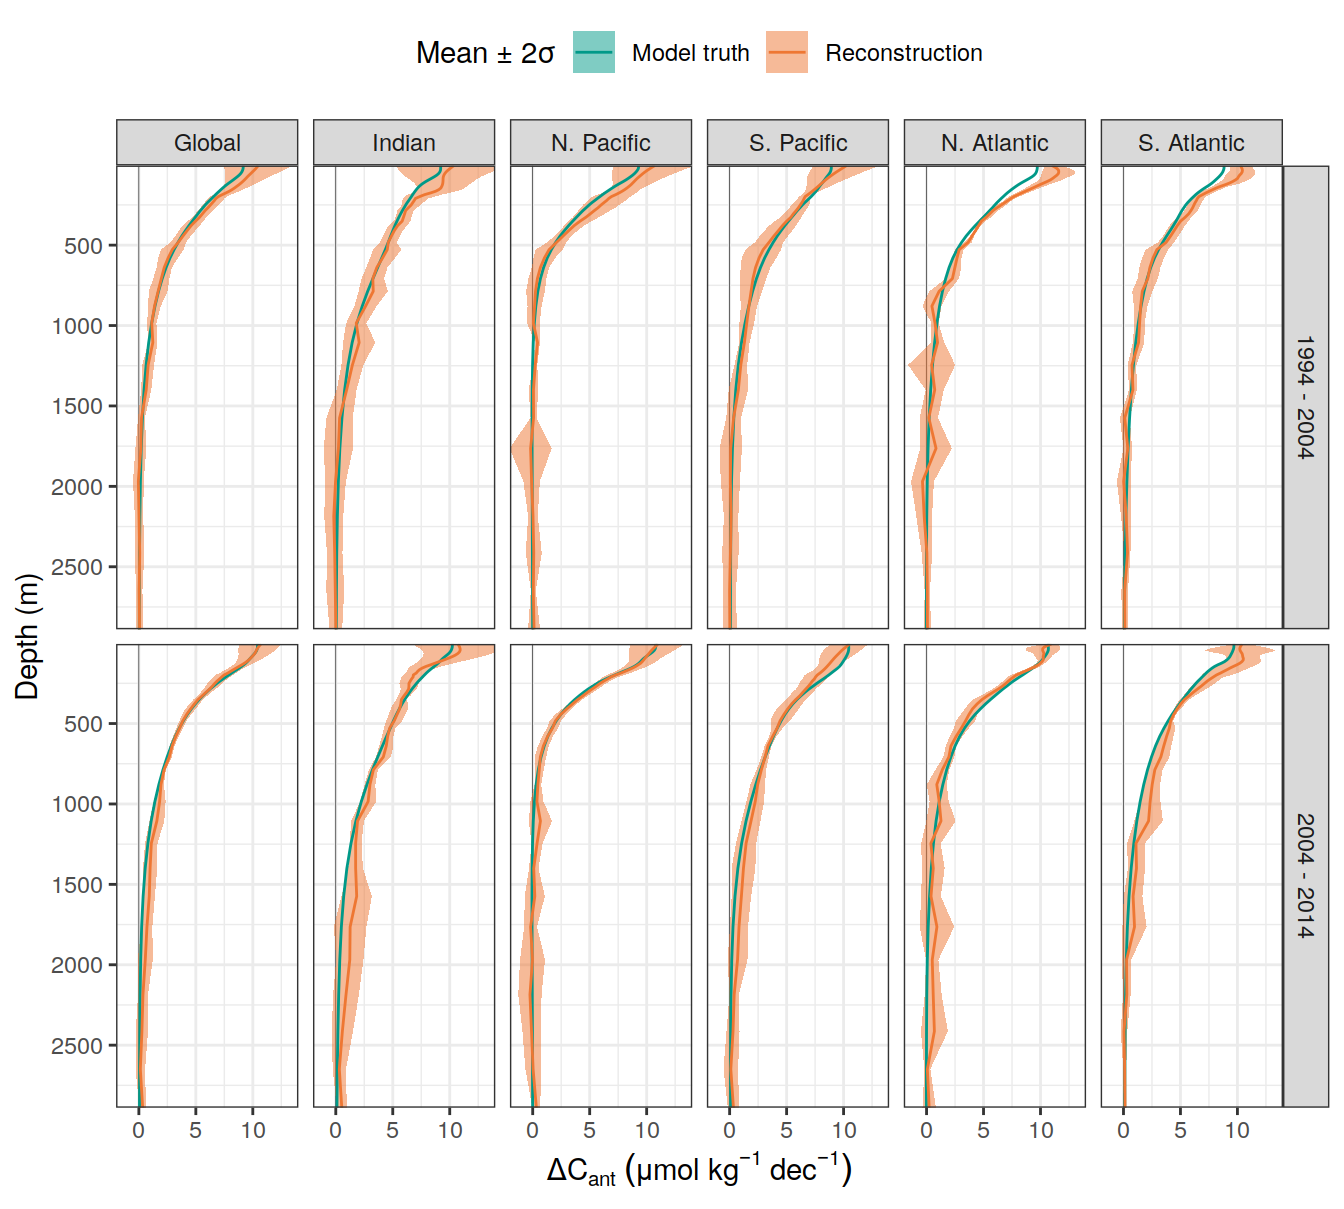 Mean ± 2σ Model truth Reconstruction
Global Indian N. Pacific S. Pacific N. Atlantic S. Atlantic
500
1000
1500
2000
2500
1994 - 2004
Depth (m)
500
1000
1500
2000
2500
2004 - 2014
0 5 10 0 5 10 0 5 10 0 5 10 0 5 10 0 5 10
ΔCant (μmol kg−1 dec−1)